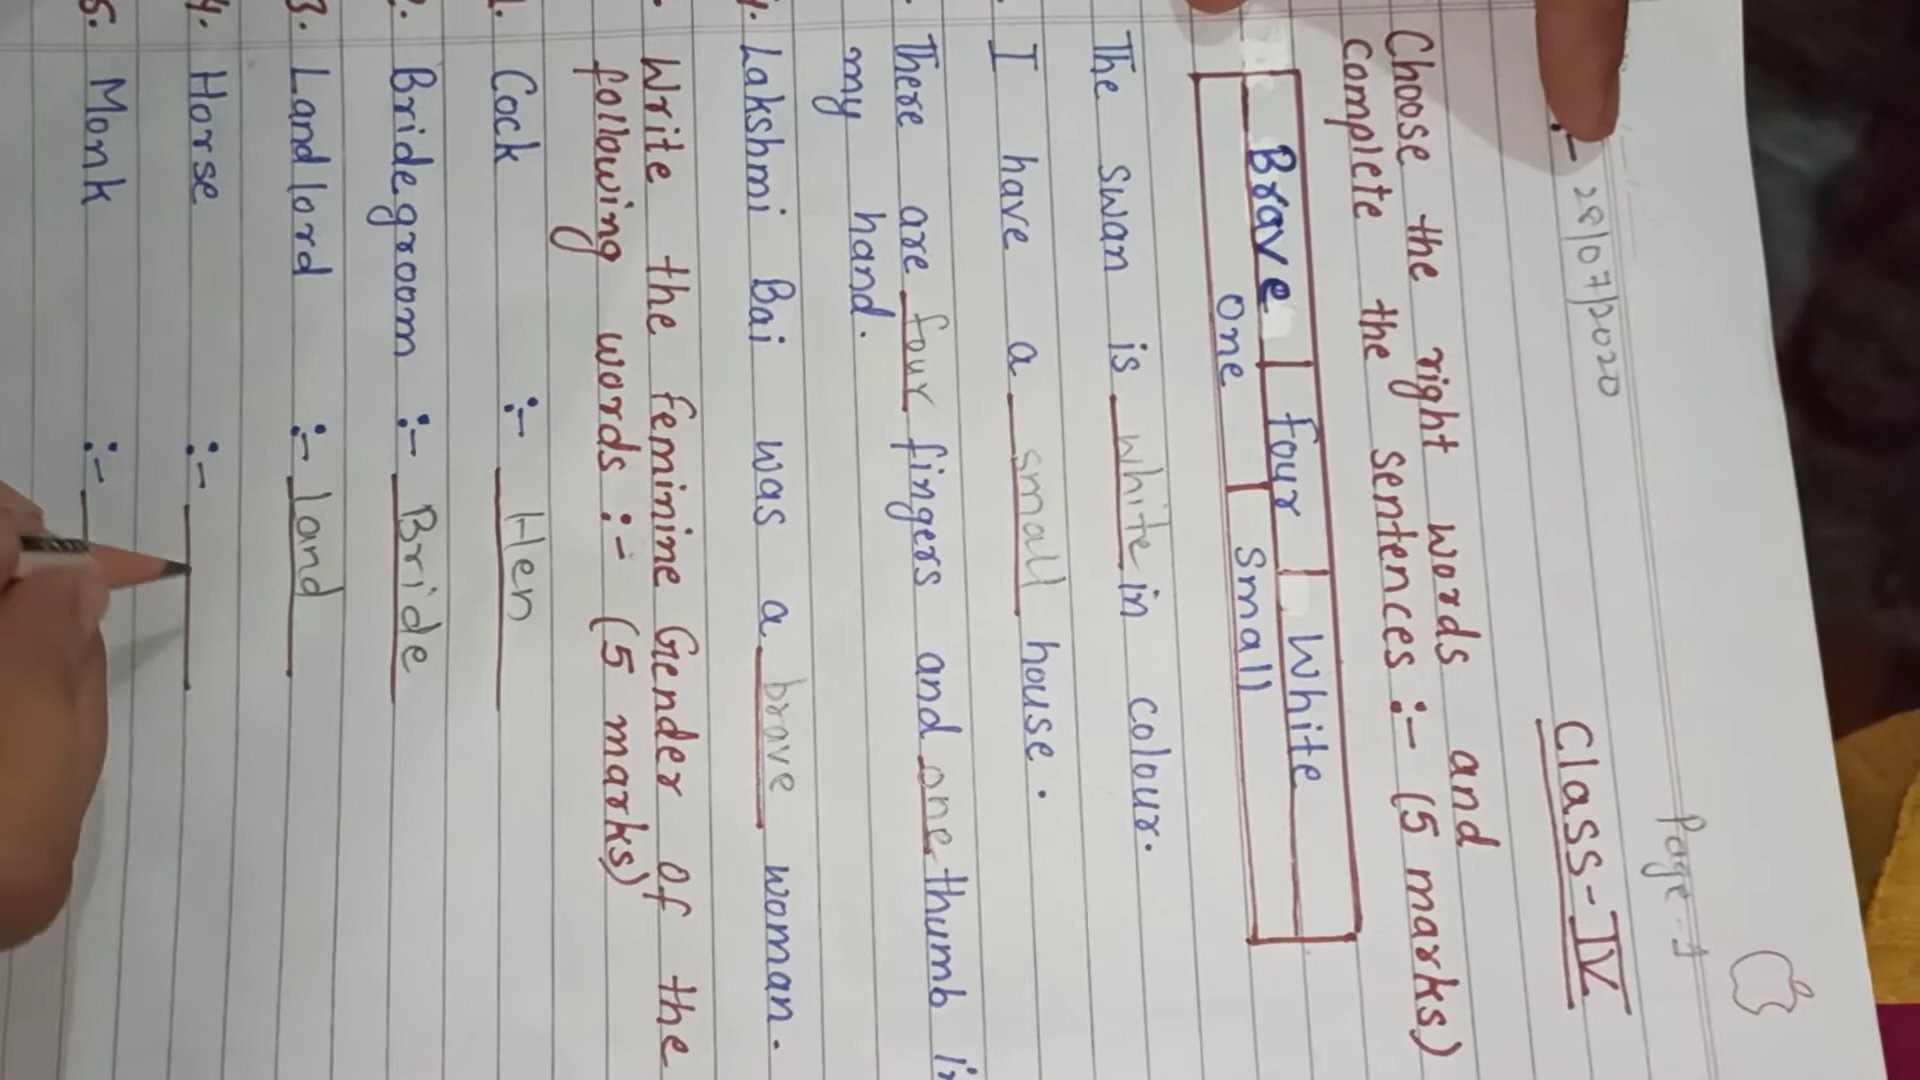 Page-1
:- 28/07/2020
Class-IV
Choose the right words and
complete the sentences :- (5 marks)
Brave | four | White
one | small
The swan is white in colour.
I have a small house.
There are four fingers and one thumb in
my hand.
4. Lakshmi Bai was a brave woman.
Write the feminine Gender of the
following words :- (5 marks)
1. Cock :- Hen
2. Bridegroom :- Bride
3. Landlord :- land
4. Horse :-
5. Monk :-